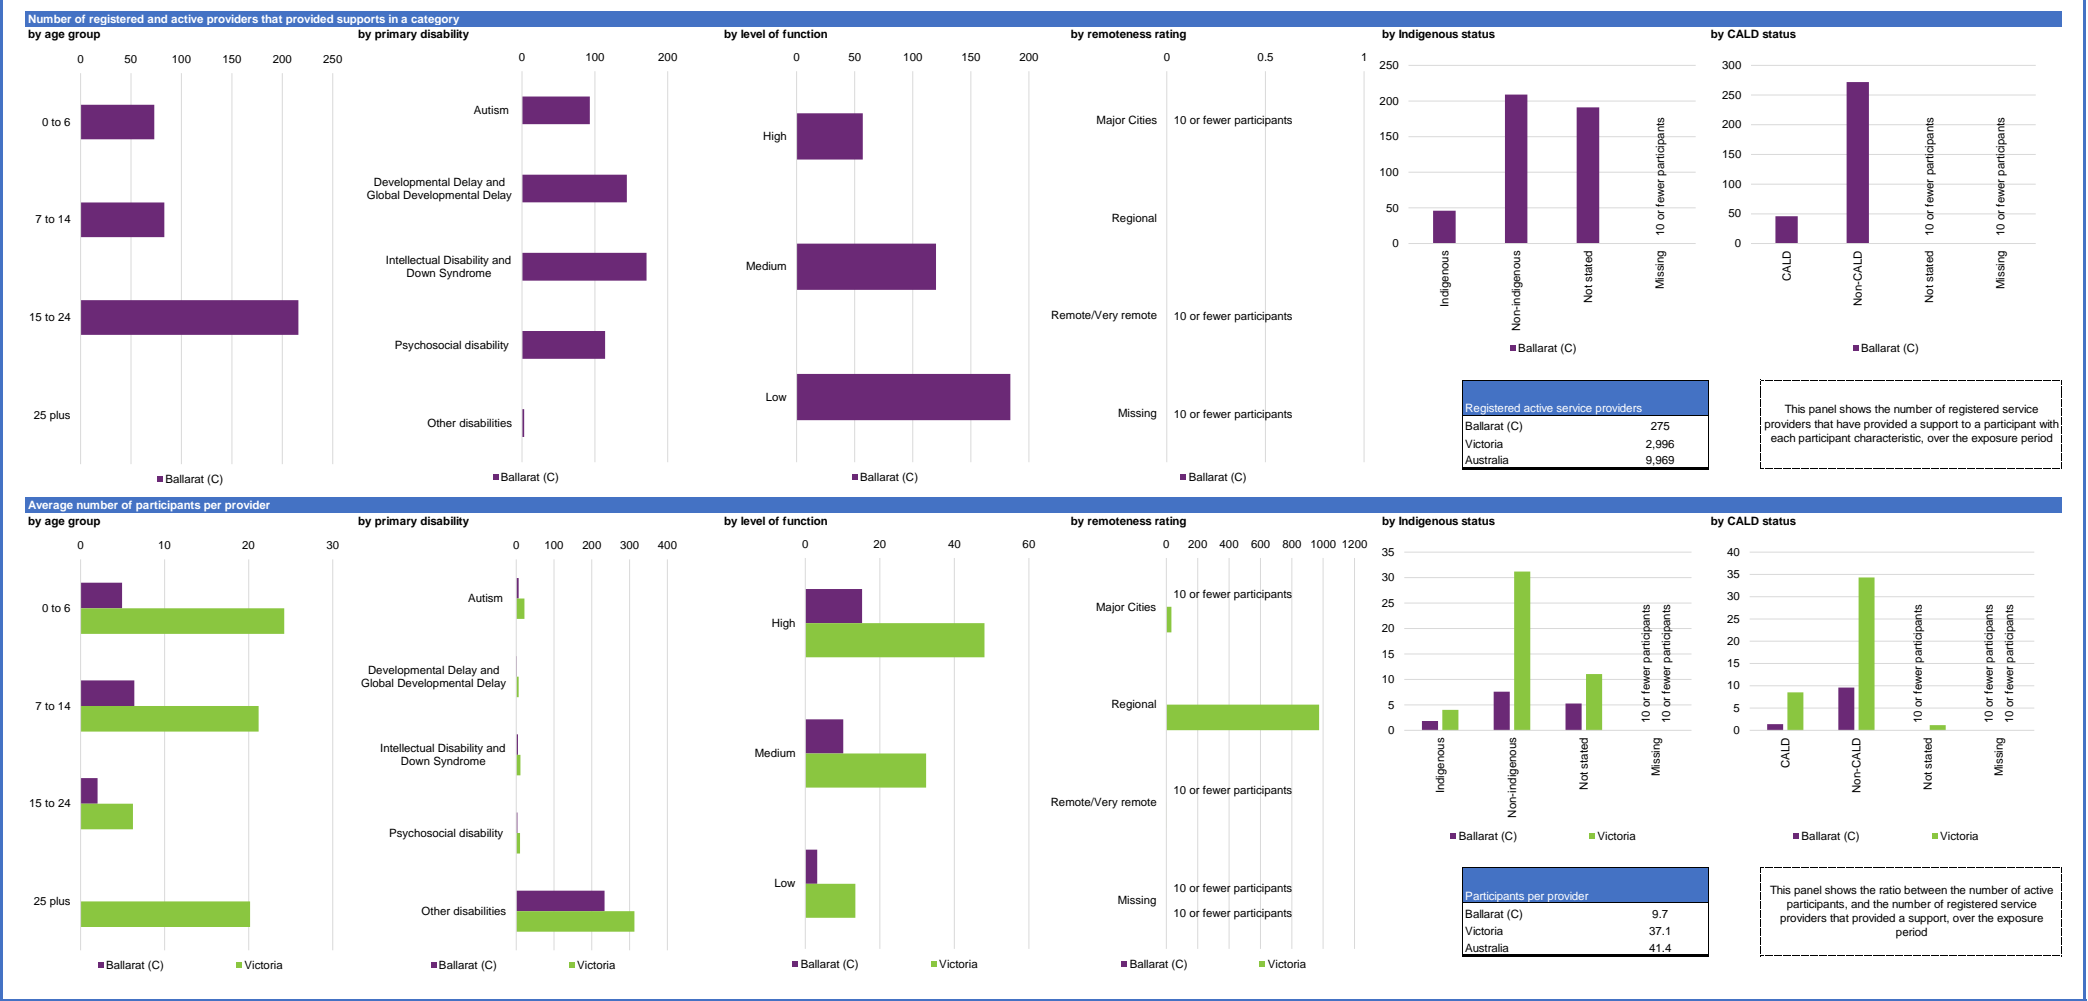 Number of registered and active providers that provided supports in a category
by age group
0 50 100 150 200 250
0 to 6
7 to 14
15 to 24
25 plus
Ballarat (C)
by primary disability
0 100 200
Autism
Developmental Delay and
Global Developmental Delay
Intellectual Disability and
Down Syndrome
Psychosocial disability
Other disabilities
Ballarat (C)
by level of function
0 50 100 150 200
High
Medium
Low
Ballarat (C)
by remoteness rating
0 0.5 1
Major Cities 10 or fewer participants
Regional
Remote/Very remote 10 or fewer participants
Missing 10 or fewer participants
Ballarat (C)
by Indigenous status
250
200
150
100
50
0
10 or fewer participants
Indigenous
Non-indigenous
Not stated
Missing
Ballarat (C)
by CALD status
300
250
200
150
100
50
0
10 or fewer participants
10 or fewer participants
CALD
Non-CALD
Not stated
Missing
Ballarat (C)
Registered active service providers
Ballarat (C) 275
Victoria 2,996
Australia 9,969
This panel shows the number of registered service
providers that have provided a support to a participant with
each participant characteristic, over the exposure period
Average number of participants per provider
by age group
0 10 20 30
0 to 6
7 to 14
15 to 24
25 plus
Ballarat (C) Victoria
by primary disability
0 100 200 300 400
Autism
Developmental Delay and
Global Developmental Delay
Intellectual Disability and
Down Syndrome
Psychosocial disability
Other disabilities
Ballarat (C) Victoria
by level of function
0 20 40 60
High
Medium
Low
Ballarat (C) Victoria
by remoteness rating
0 200 400 600 800 1000 1200
10 or fewer participants
Major Cities
Regional
10 or fewer participants
Remote/Very remote
10 or fewer participants
Missing
10 or fewer participants
Ballarat (C) Victoria
by Indigenous status
35
30
25
20
15
10
5
0
10 or fewer participants
10 or fewer participants
Indigenous
Non-indigenous
Not stated
Missing
Ballarat (C) Victoria
by CALD status
40
35
30
25
20
15
10
5
0
10 or fewer participants
10 or fewer participants
10 or fewer participants
CALD
Non-CALD
Not stated
Missing
Ballarat (C) Victoria
Participants per provider
Ballarat (C) 9.7
Victoria 37.1
Australia 41.4
This panel shows the ratio between the number of active
participants, and the number of registered service
providers that provided a support, over the exposure
period